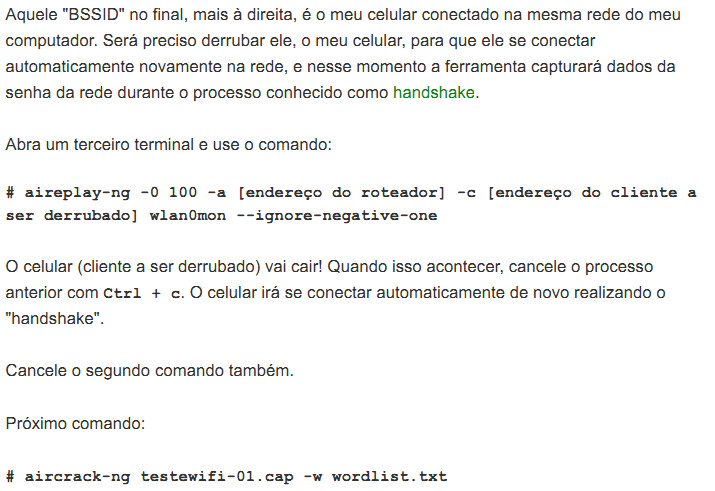 Aquele "BSSID" no final, mais à direita, é o meu celular conectado na mesma rede do meu
computador. Será preciso derrubar ele, o meu celular, para que ele se conectar
automaticamente novamente na rede, e nesse momento a ferramenta capturará dados da
senha da rede durante o processo conhecido como handshake.
Abra um terceiro terminal e use o comando:
# aireplay-ng -0 100 -a [endereço do roteador] -c [endereço do cliente a
ser derrubado] wlan0mon --ignore-negative-one
O celular (cliente a ser derrubado) vai cair! Quando isso acontecer, cancele o processo
anterior com Ctrl + c. O celular irá se conectar automaticamente de novo realizando o
"handshake".
Cancele o segundo comando também.
Próximo comando:
# aircrack-ng testewifi-01.cap -w wordlist.txt